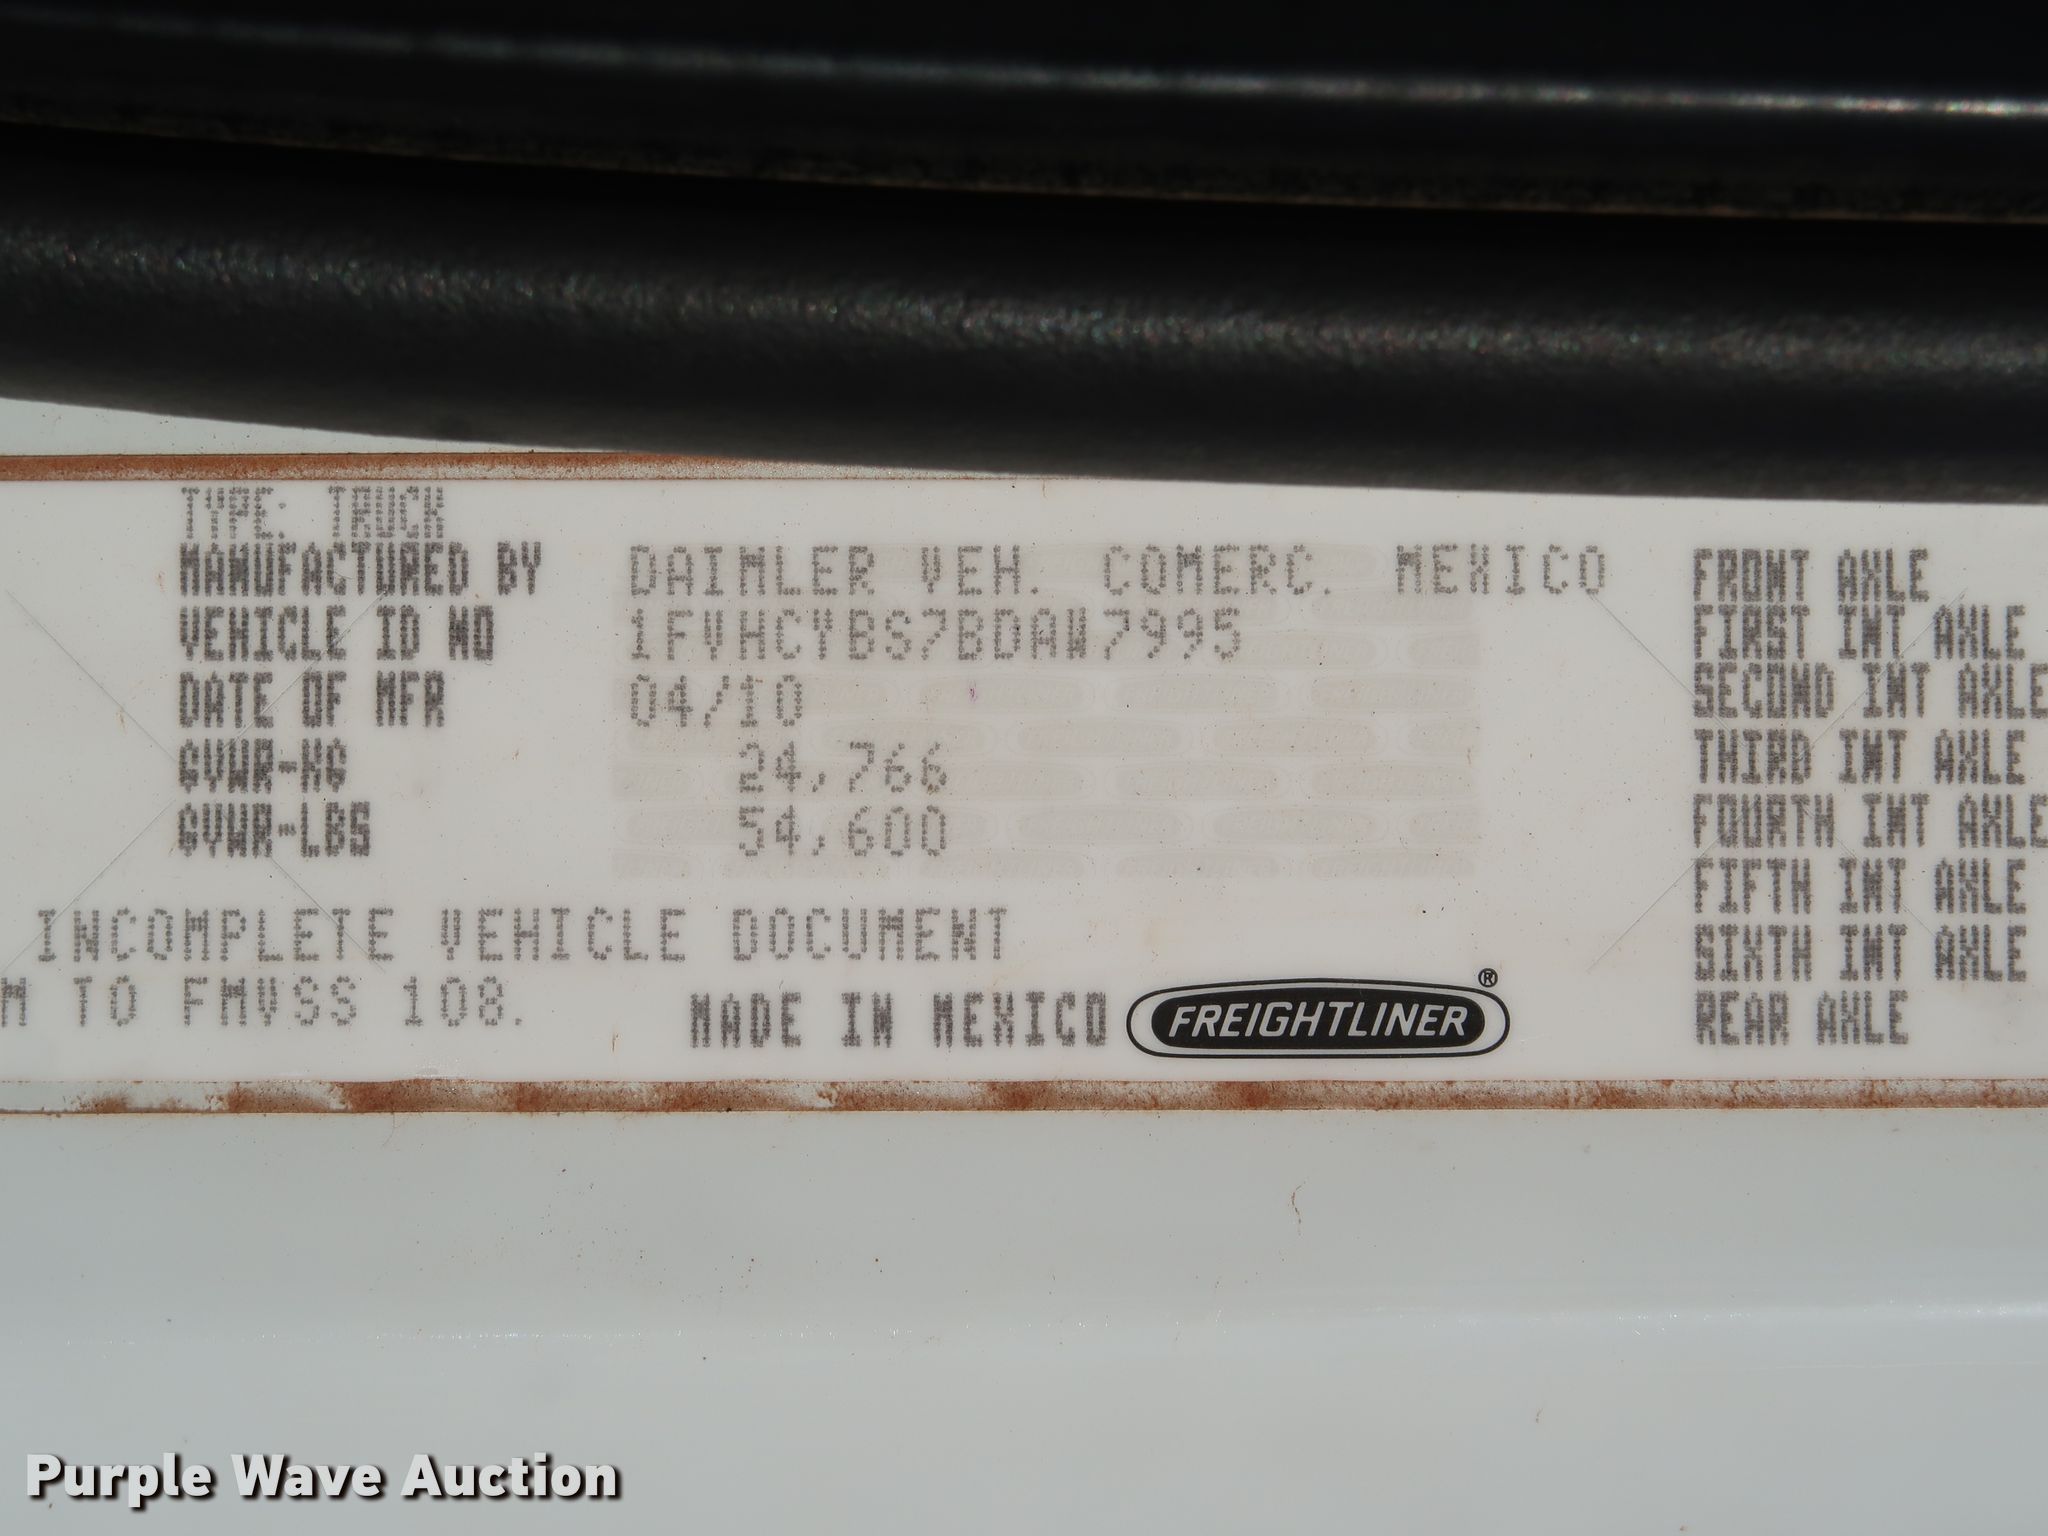 TYPE: TRUCK
MANUFACTURED BY DAIMLER VEH. COMERC. MEXICO
VEHICLE ID NO 1FVHC7BS7BDAW7995
DATE OF MFR 04/10
GVWR-KG 24,766
GVWR-LBS 54,600
INCOMPLETE VEHICLE DOCUMENT
M TO FMVSS 108.
MADE IN MEXICO FREIGHTLINER®
FRONT AXLE
FIRST INT AXLE
SECOND INT AXLE
THIRD INT AXLE
FOURTH INT AXLE
FIFTH INT AXLE
SIXTH INT AXLE
REAR AXLE
Purple Wave Auction